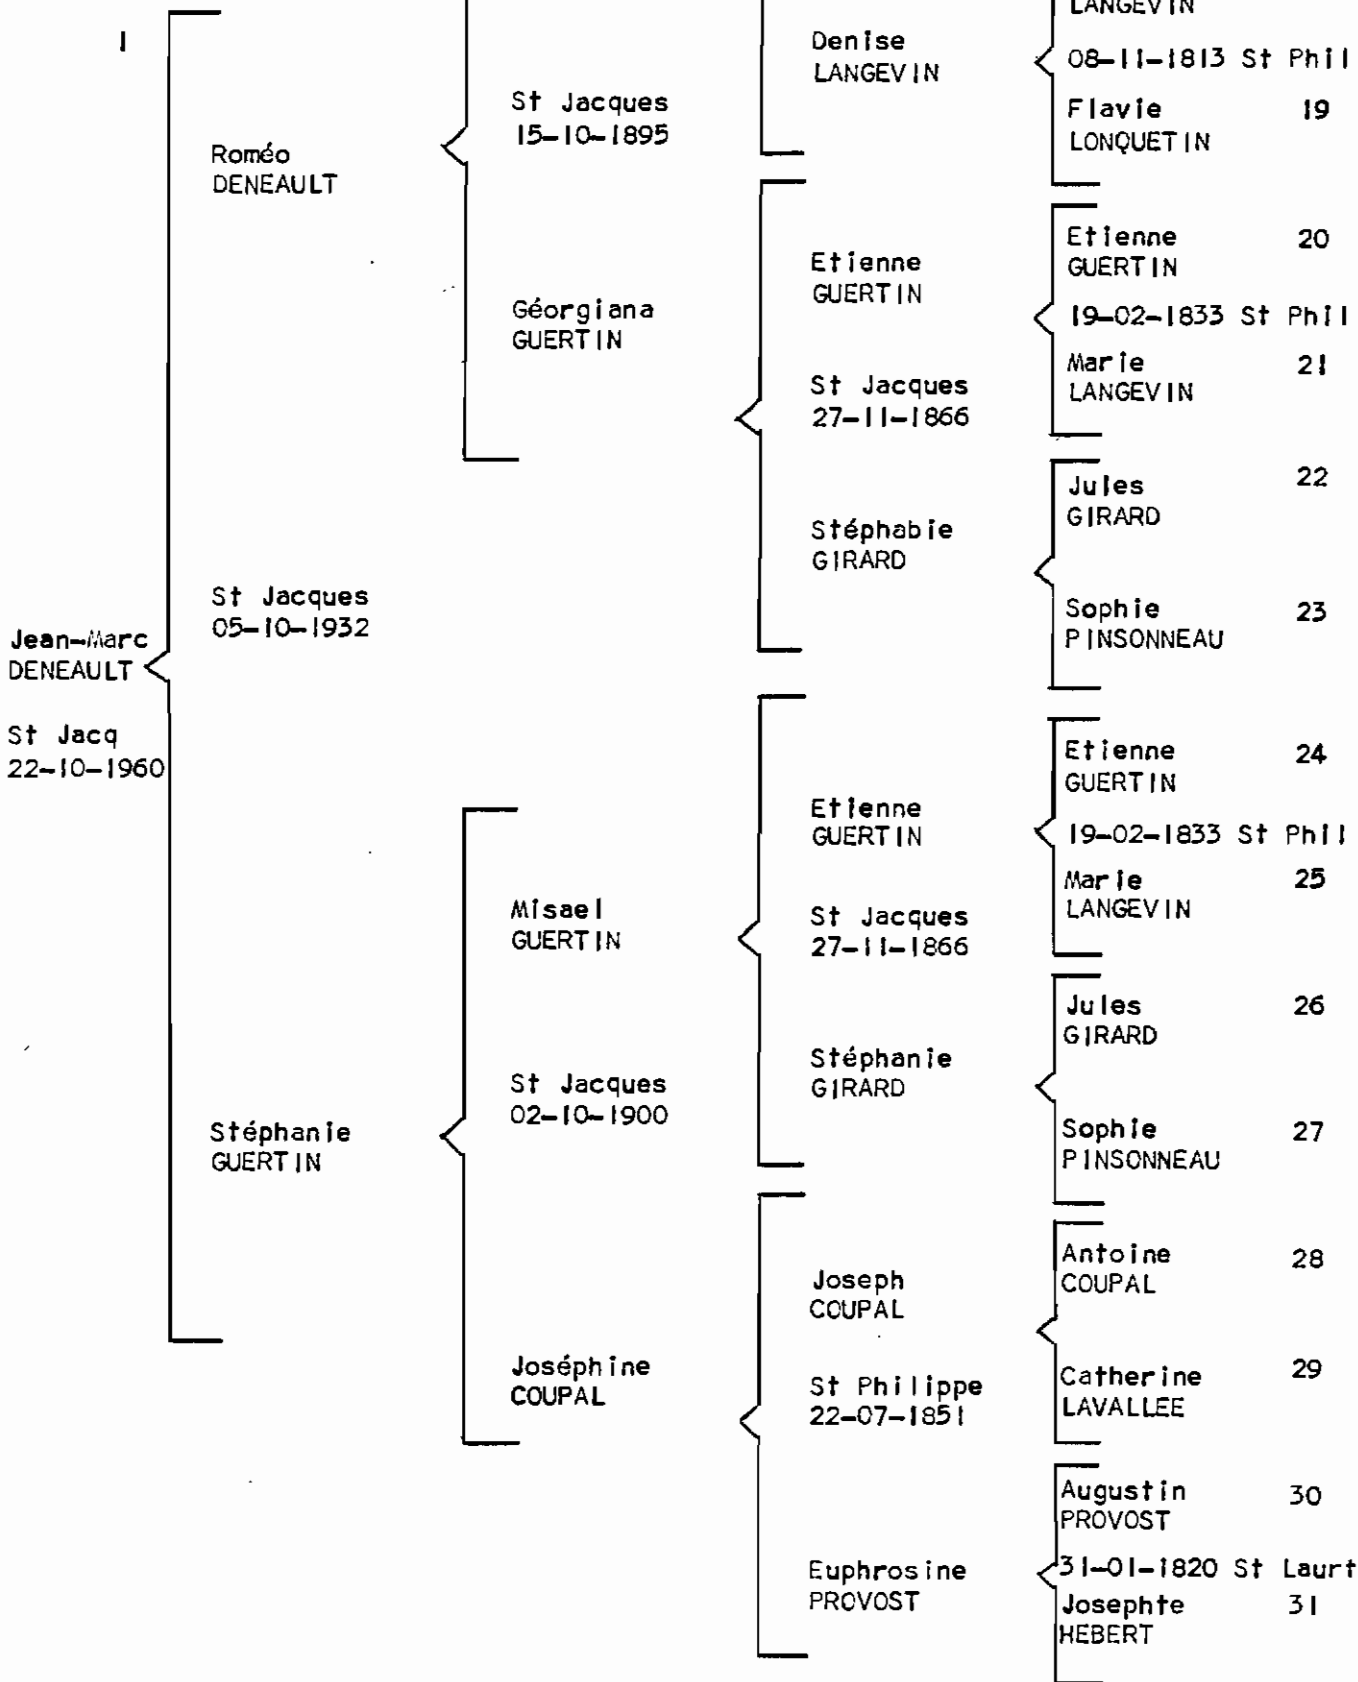 1
Jean-Marc
DENEAULT
St Jacq
22-10-1960
Roméo
DENEAULT
St Jacques
05-10-1932
Stéphanie
GUERTIN
St Jacques
15-10-1895
Géorgiana
GUERTIN
Misael
GUERTIN
St Jacques
02-10-1900
Joséphine
COUPAL
Denise
LANGEVIN
Etienne
GUERTIN
St Jacques
27-11-1866
Stéphabie
GIRARD
Etienne
GUERTIN
St Jacques
27-11-1866
Stéphanie
GIRARD
Joseph
COUPAL
St Philippe
22-07-1851
Euphrosine
PROVOST
LANGEVIN
08-11-1813 St Phil
Flavie 19
LONQUETIN
Etienne 20
GUERTIN
19-02-1833 St Phil
Marie 21
LANGEVIN
Jules 22
GIRARD
Sophie 23
PINSONNEAU
Etienne 24
GUERTIN
19-02-1833 St Phil
Marie 25
LANGEVIN
Jules 26
GIRARD
Sophie 27
PINSONNEAU
Antoine 28
COUPAL
Catherine 29
LAVALLEE
Augustin 30
PROVOST
31-01-1820 St Laurt
Josephte 31
HEBERT